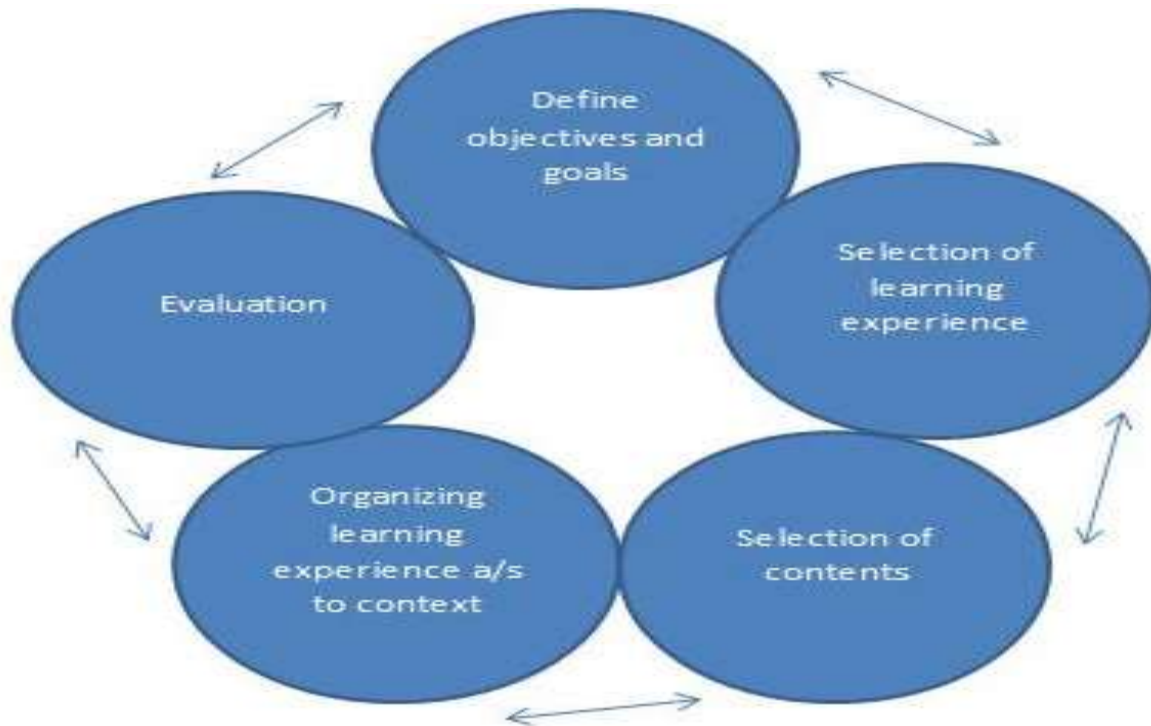 Define
objectives and
goals
Selection of
learning
experience
Selection of
contents
Organizing
learning
experience a/s
to context
Evaluation